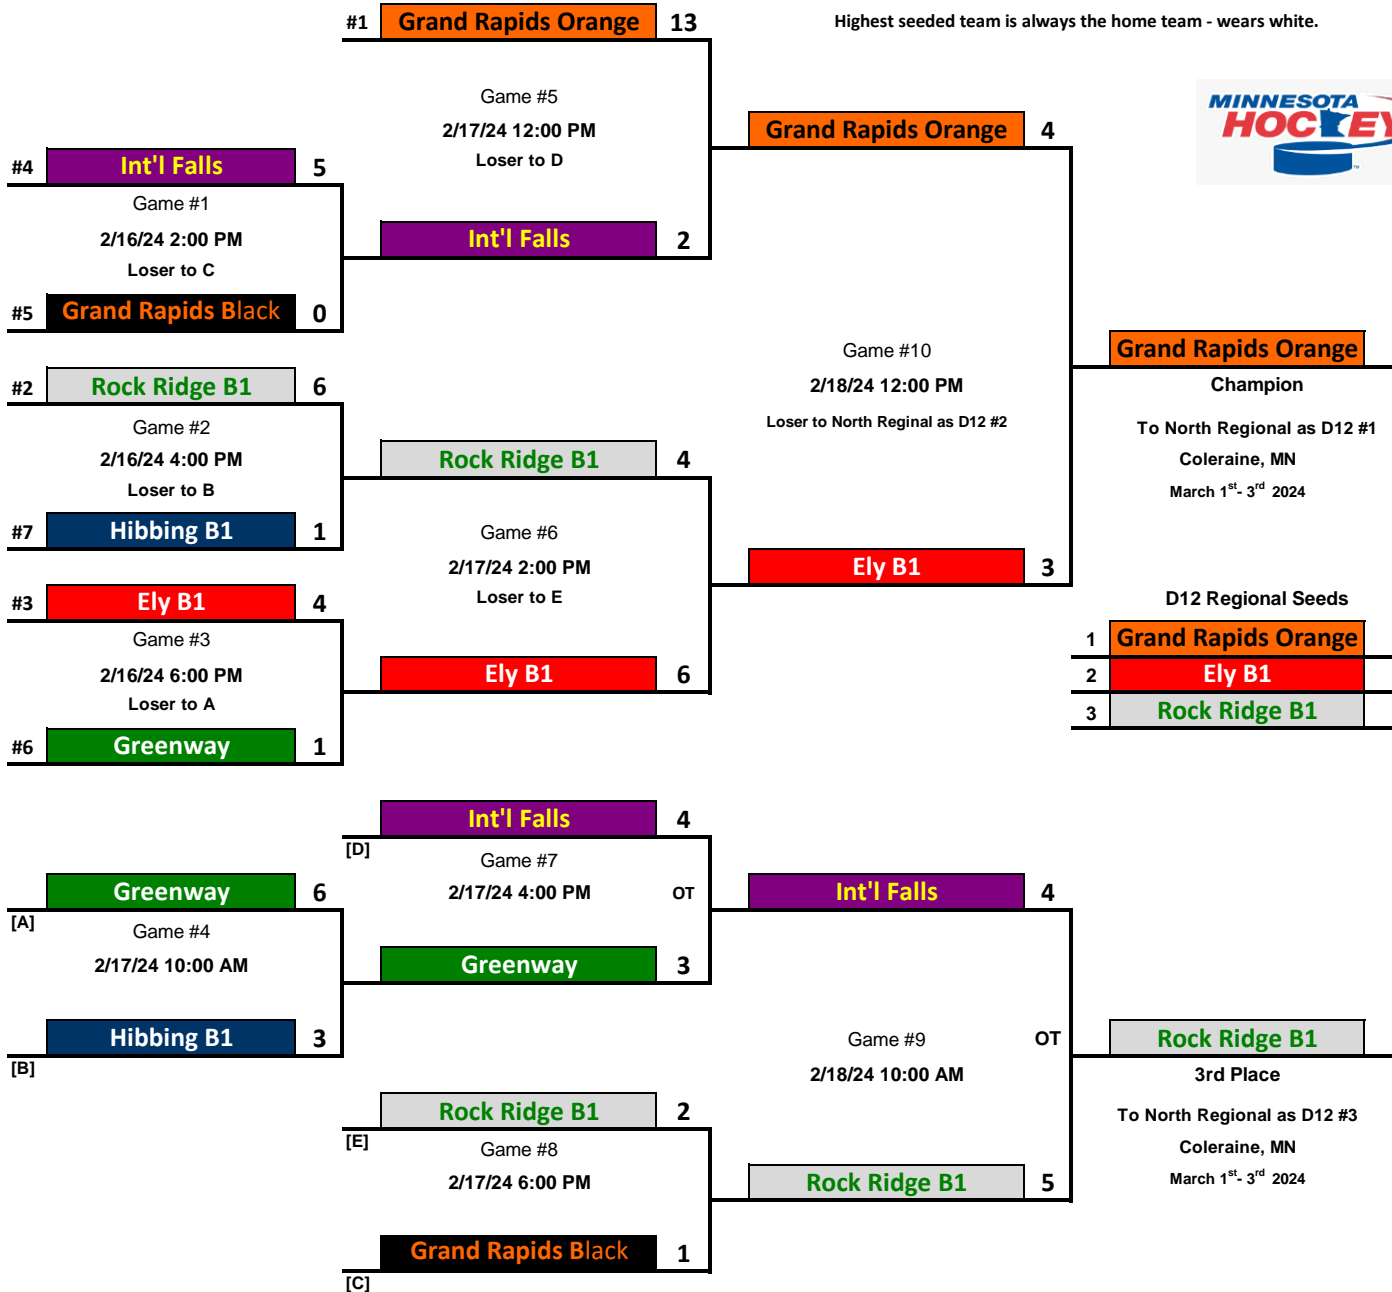 #1 Grand Rapids Orange 13
Highest seeded team is always the home team - wears white.
MINNESOTA
HOCKEY
Game #5
2/17/24 12:00 PM
Loser to D
Grand Rapids Orange 4
#4 Int'l Falls 5
Game #1
2/16/24 2:00 PM
Loser to C
Int'l Falls 2
#5 Grand Rapids Black 0
Game #10
2/18/24 12:00 PM
Loser to North Reginal as D12 #2
Grand Rapids Orange
Champion
To North Regional as D12 #1
Coleraine, MN
March 1st- 3rd 2024
#2 Rock Ridge B1 6
Game #2
2/16/24 4:00 PM
Loser to B
Rock Ridge B1 4
#7 Hibbing B1 1
Game #6
2/17/24 2:00 PM
Loser to E
Ely B1 3
#3 Ely B1 4
Game #3
2/16/24 6:00 PM
Loser to A
Ely B1 6
#6 Greenway 1
D12 Regional Seeds
1 Grand Rapids Orange
2 Ely B1
3 Rock Ridge B1
Int'l Falls 4
[D]
Game #7
2/17/24 4:00 PM OT
Int'l Falls 4
Greenway 6
[A]
Game #4
2/17/24 10:00 AM
Greenway 3
Hibbing B1 3
[B]
Game #9 OT
2/18/24 10:00 AM
Rock Ridge B1
3rd Place
To North Regional as D12 #3
Coleraine, MN
March 1st- 3rd 2024
Rock Ridge B1 2
[E]
Game #8
2/17/24 6:00 PM
Rock Ridge B1 5
Grand Rapids Black 1
[C]